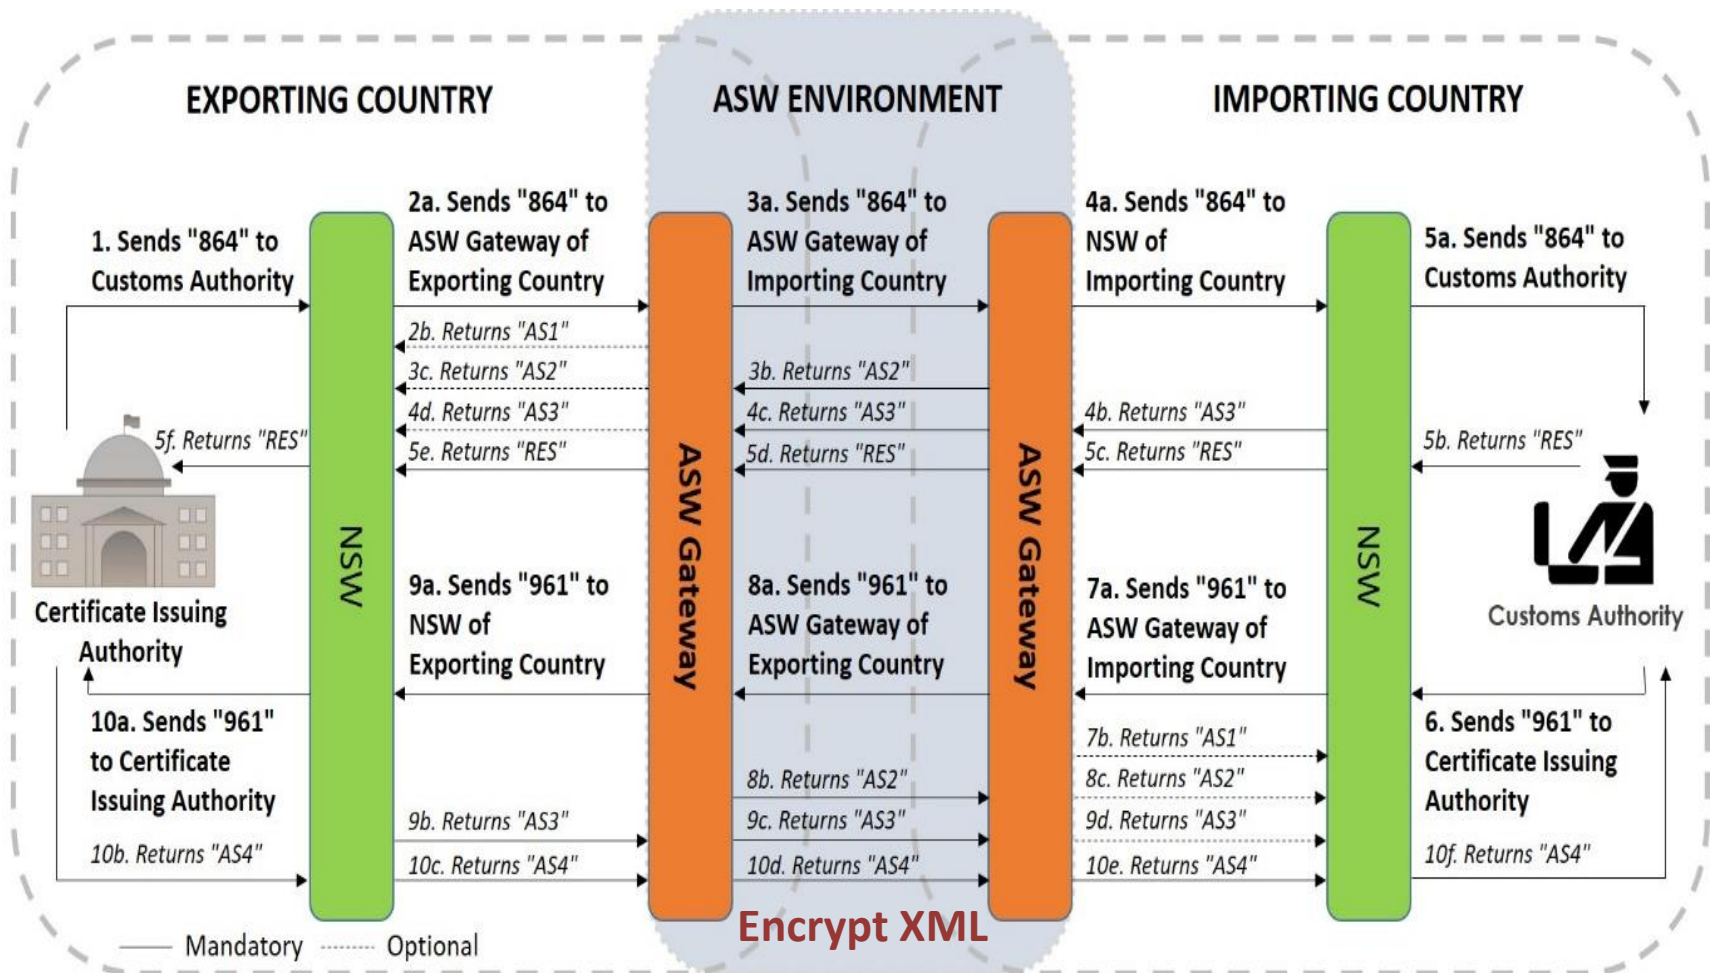 EXPORTING COUNTRY
ASW ENVIRONMENT
IMPORTING COUNTRY
1. Sends "864" to
Customs Authority
2a. Sends "864" to
ASW Gateway of
Exporting Country
3a. Sends "864" to
ASW Gateway of
Importing Country
4a. Sends "864" to
NSW of
Importing Country
5a. Sends "864" to
Customs Authority
2b. Returns "AS1"
3c. Returns "AS2"
3b. Returns "AS2"
4d. Returns "AS3"
4c. Returns "AS3"
4b. Returns "AS3"
5f. Returns "RES"
5e. Returns "RES"
5d. Returns "RES"
5c. Returns "RES"
5b. Returns "RES"
NSW
ASW Gateway
ASW Gateway
NSW
Certificate Issuing
Authority
Customs Authority
9a. Sends "961" to
NSW of
Exporting Country
8a. Sends "961" to
ASW Gateway of
Exporting Country
7a. Sends "961" to
ASW Gateway of
Importing Country
10a. Sends "961"
to Certificate
Issuing Authority
6. Sends "961" to
Certificate Issuing
Authority
7b. Returns "AS1"
8b. Returns "AS2"
8c. Returns "AS2"
9b. Returns "AS3"
9c. Returns "AS3"
9d. Returns "AS3"
10b. Returns "AS4"
10c. Returns "AS4"
10d. Returns "AS4"
10e. Returns "AS4"
10f. Returns "AS4"
Encrypt XML
Mandatory
Optional